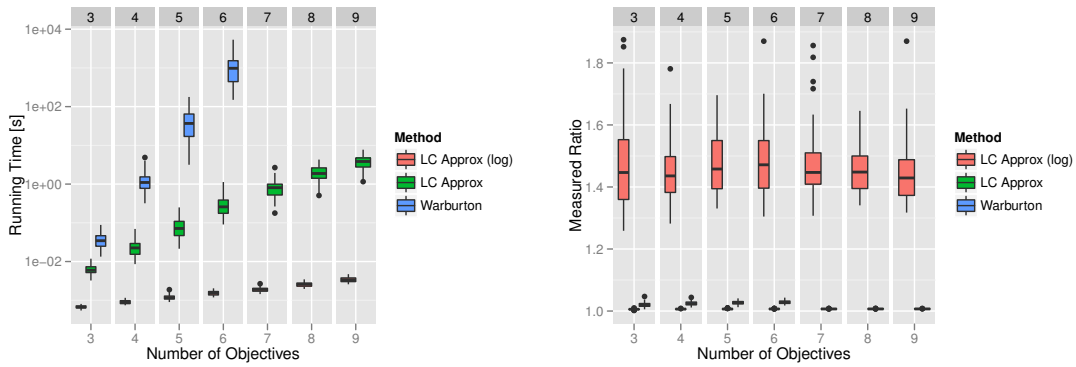 3 4 5 6 7 8 9
1e+04
1e+02
1e+00
1e−02
Running Time [s]
3 4 5 6 7 8 9
Number of Objectives
Method
LC Approx (log)
LC Approx
Warburton
3 4 5 6 7 8 9
1.8
1.6
1.4
1.2
1.0
Measured Ratio
3 4 5 6 7 8 9
Number of Objectives
Method
LC Approx (log)
LC Approx
Warburton